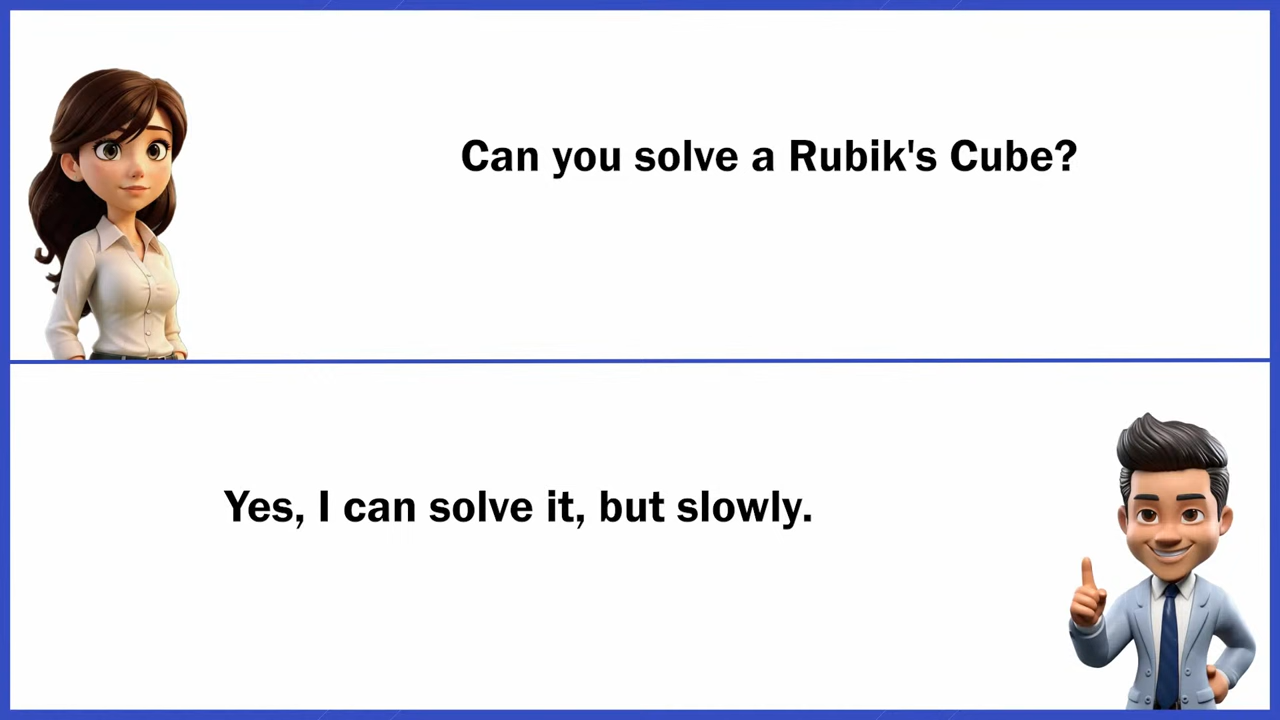 Can you solve a Rubik's Cube?
Yes, I can solve it, but slowly.